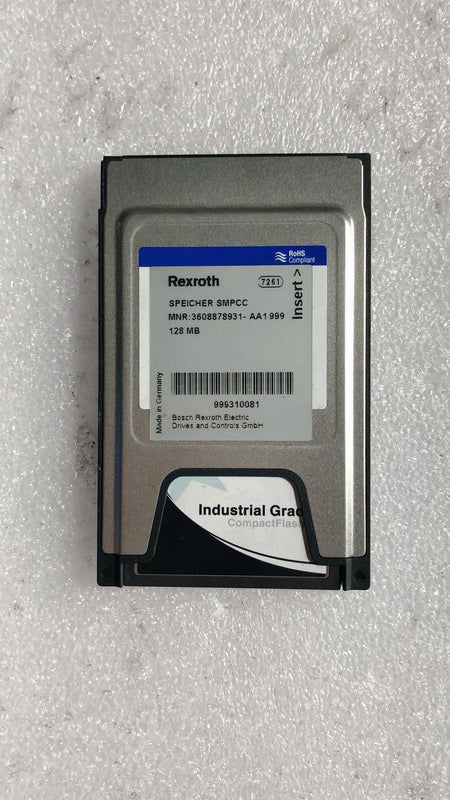 RoHS
Compliant
Rexroth
7261
Insert >
SPEICHER SMPCC
MNR:3608878931- AA1 999
128 MB
Made in Germany
999310081
Bosch Rexroth Electric
Drives and Controls GmbH
Industrial Grad
CompactFlash